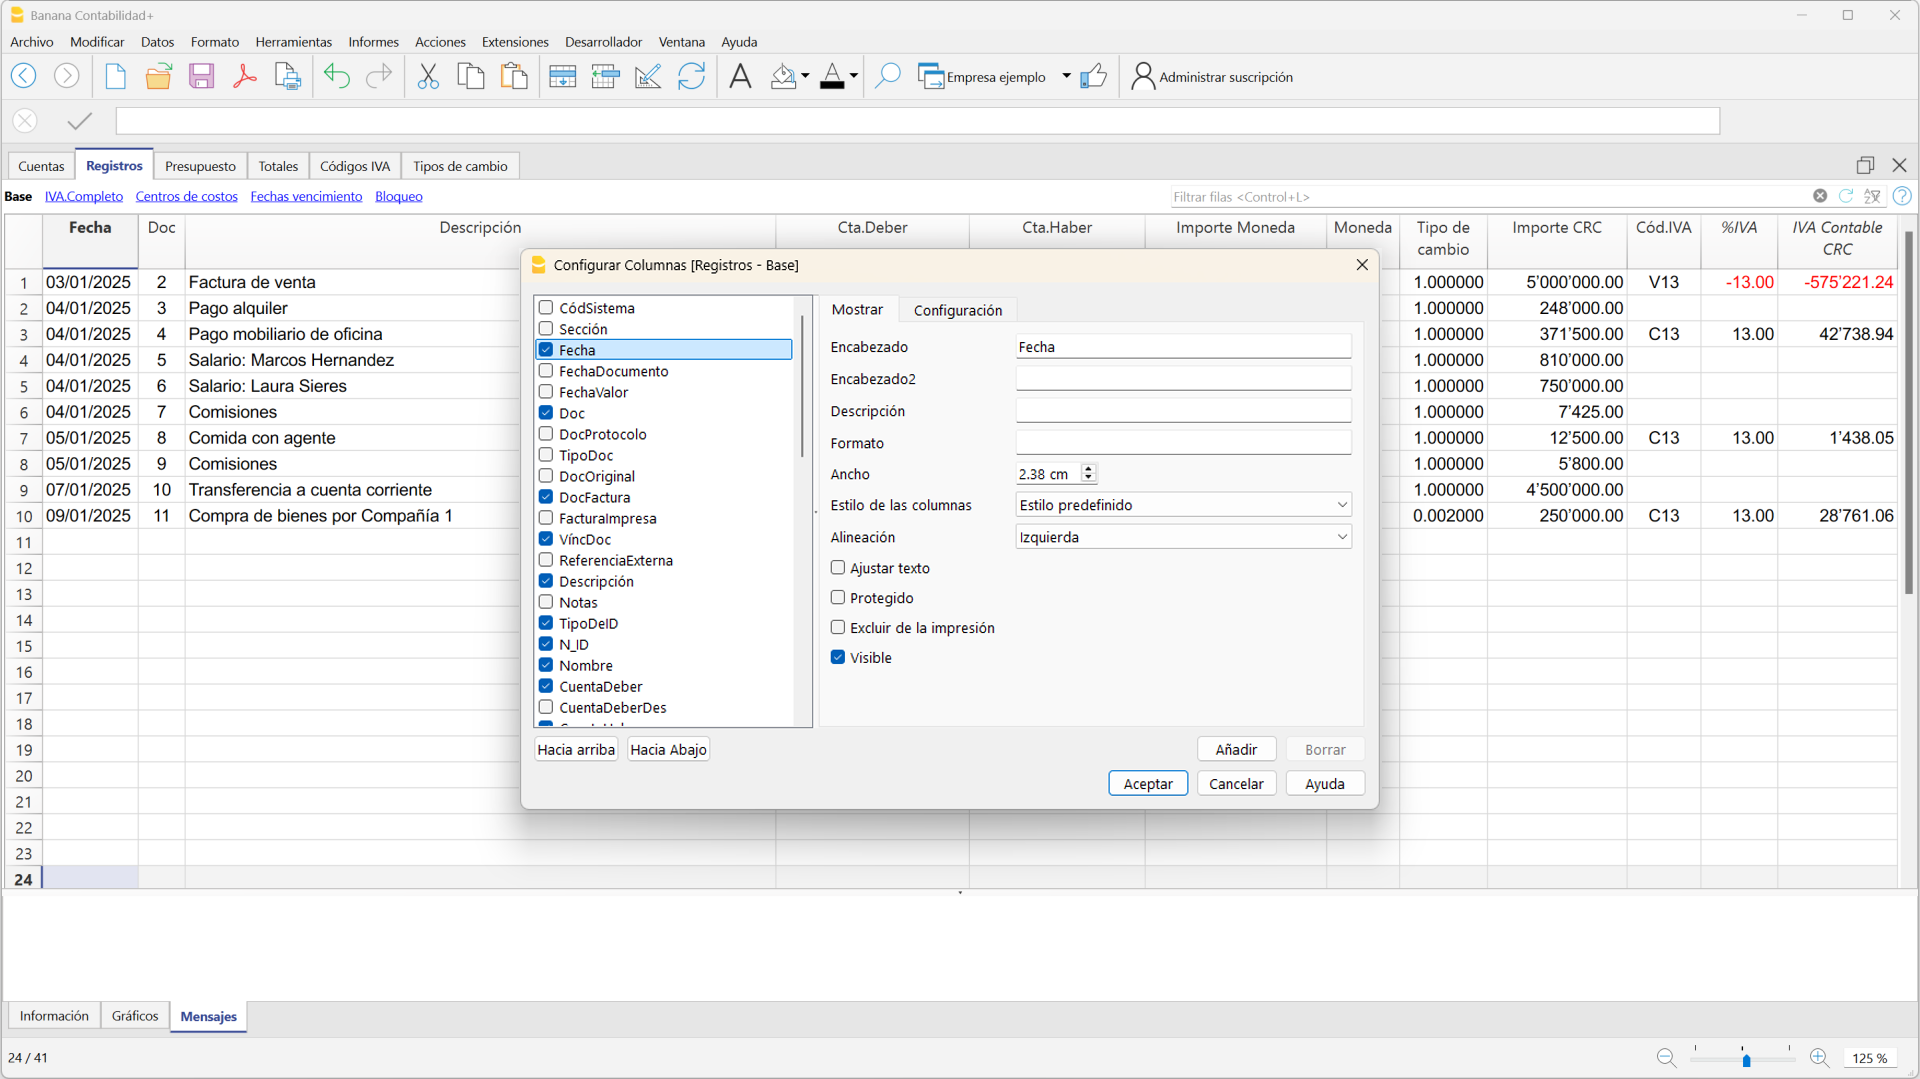 Banana Contabilidad+
Archivo Modificar Datos Formato Herramientas Informes Acciones Extensiones Desarrollador Ventana Ayuda
Empresa ejemplo Administrar suscripción
Cuentas Registros Presupuesto Totales Códigos IVA Tipos de cambio
Base IVA.Completo Centros de costos Fechas vencimiento Bloqueo Filtrar filas <Control+L>
Fecha Doc Descripción Cta.Deber Cta.Haber Importe Moneda Moneda Tipo de cambio Importe CRC Cód.IVA %IVA IVA Contable CRC
1 03/01/2025 2 Factura de venta 1.000000 5'000'000.00 V13 -13.00 -575'221.24
2 04/01/2025 3 Pago alquiler 1.000000 248'000.00
3 04/01/2025 4 Pago mobiliario de oficina 1.000000 371'500.00 C13 13.00 42'738.94
4 04/01/2025 5 Salario: Marcos Hernandez 1.000000 810'000.00
5 04/01/2025 6 Salario: Laura Sieres 1.000000 750'000.00
6 04/01/2025 7 Comisiones 1.000000 7'425.00
7 05/01/2025 8 Comida con agente 1.000000 12'500.00 C13 13.00 1'438.05
8 05/01/2025 9 Comisiones 1.000000 5'800.00
9 07/01/2025 10 Transferencia a cuenta corriente 1.000000 4'500'000.00
10 09/01/2025 11 Compra de bienes por Compañía 1 0.002000 250'000.00 C13 13.00 28'761.06
11
12
13
14
15
16
17
18
19
20
21
22
23
24
Configurar Columnas [Registros - Base]
CódSistema
Sección
Fecha
FechaDocumento
FechaValor
Doc
DocProtocolo
TipoDoc
DocOriginal
DocFactura
FacturaImpresa
VíncDoc
ReferenciaExterna
Descripción
Notas
TipoDeID
N_ID
Nombre
CuentaDeber
CuentaDeberDes
Mostrar Configuración
Encabezado Fecha
Encabezado2
Descripción
Formato
Ancho 2.38 cm
Estilo de las columnas Estilo predefinido
Alineación Izquierda
Ajustar texto
Protegido
Excluir de la impresión
Visible
Hacia arriba Hacia Abajo Añadir Borrar
Aceptar Cancelar Ayuda
Información Gráficos Mensajes
24 / 41 125 %